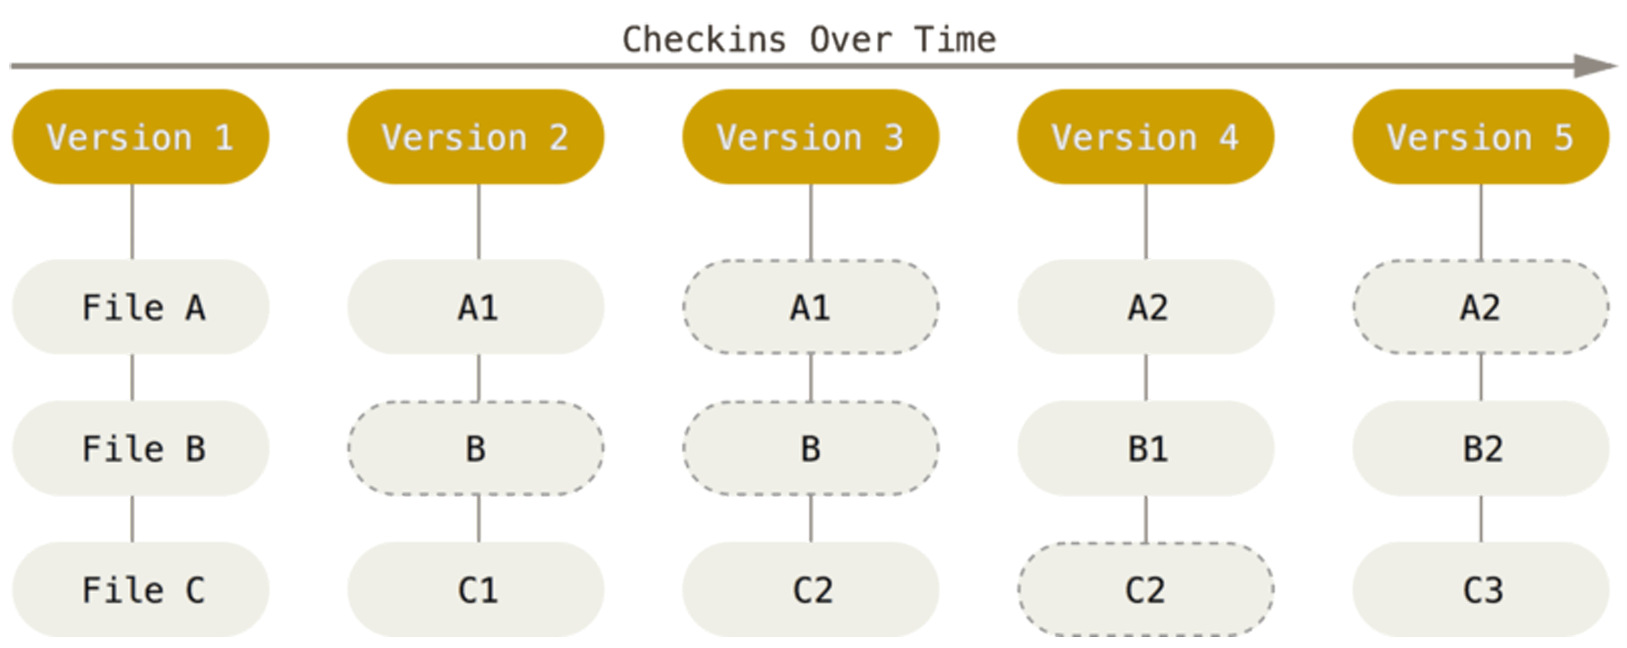 Checkins Over Time
Version 1 Version 2 Version 3 Version 4 Version 5
File A A1 A1 A2 A2
File B B B B1 B2
File C C1 C2 C2 C3